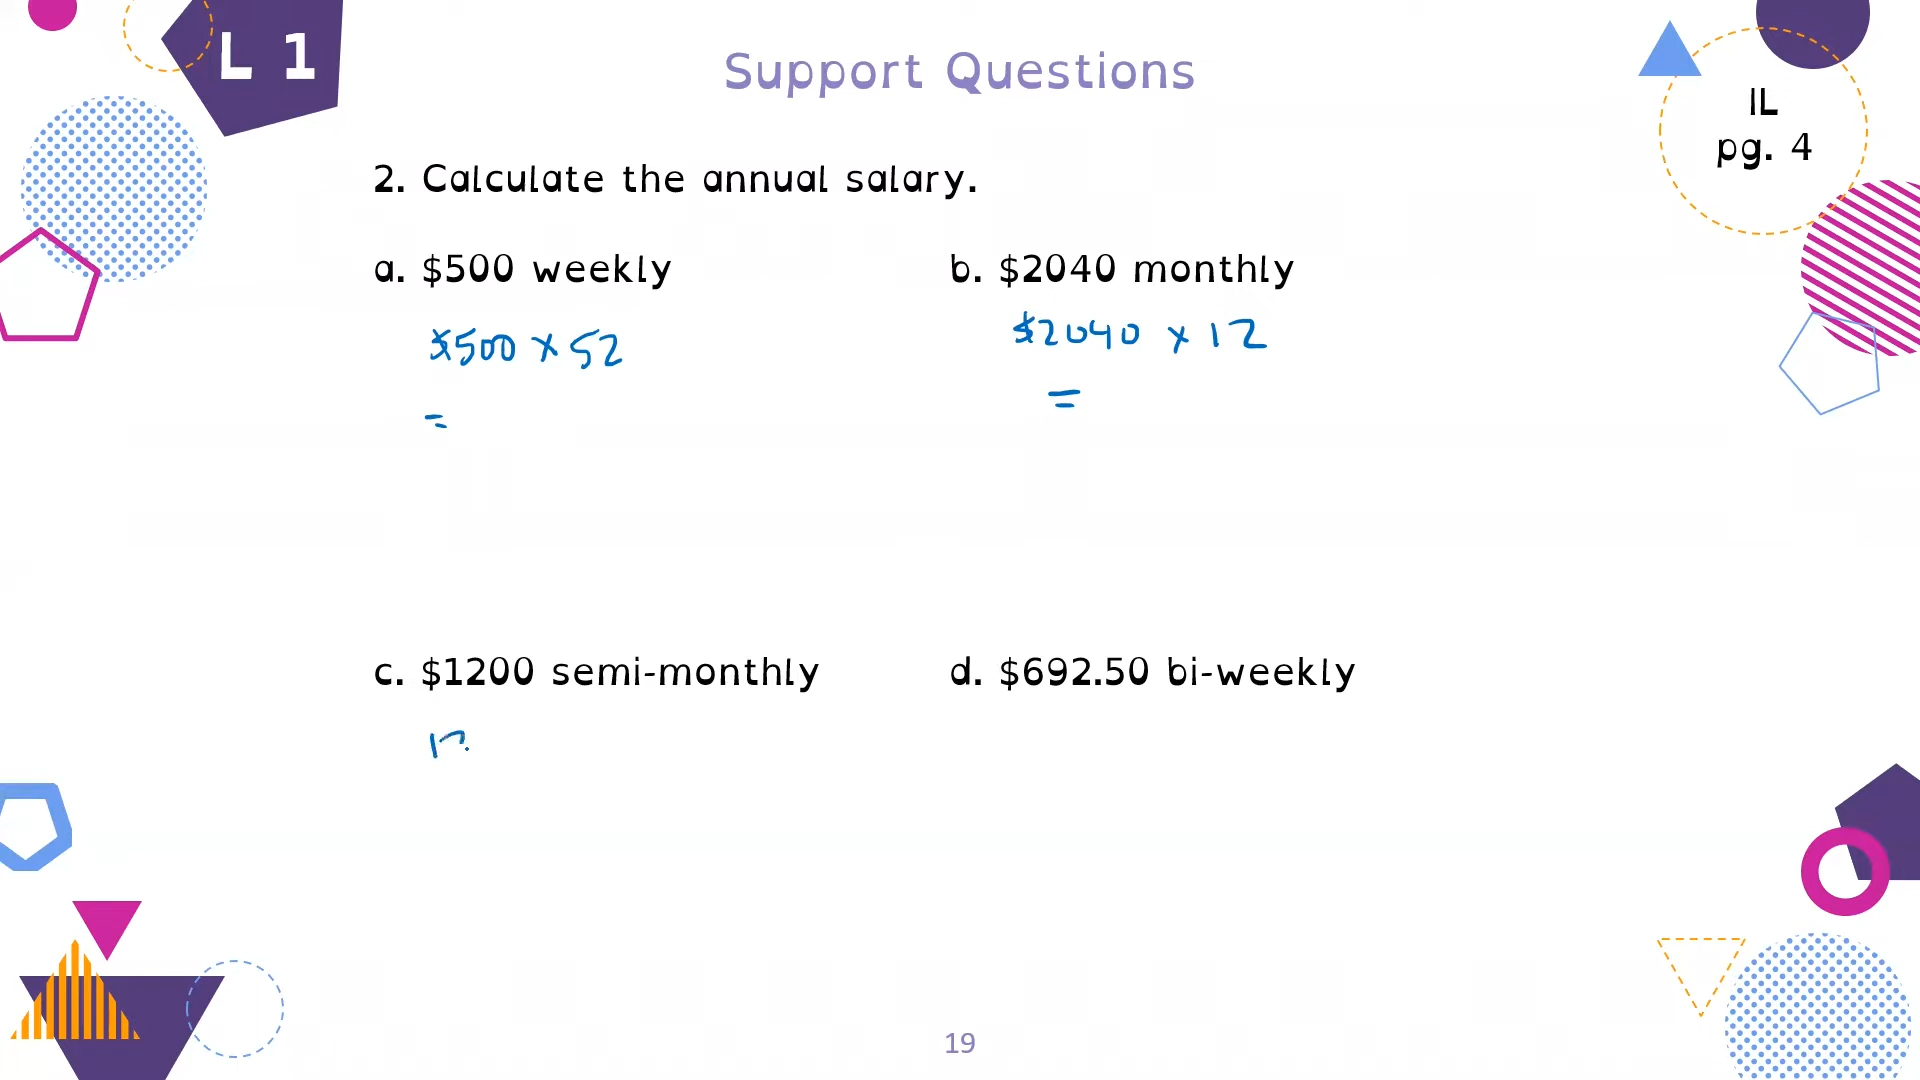 L 1
Support Questions
IL
pg. 4
2. Calculate the annual salary.
a. $500 weekly
b. $2040 monthly
$500 x 52
=
$2040 x 12
=
c. $1200 semi-monthly
d. $692.50 bi-weekly
19